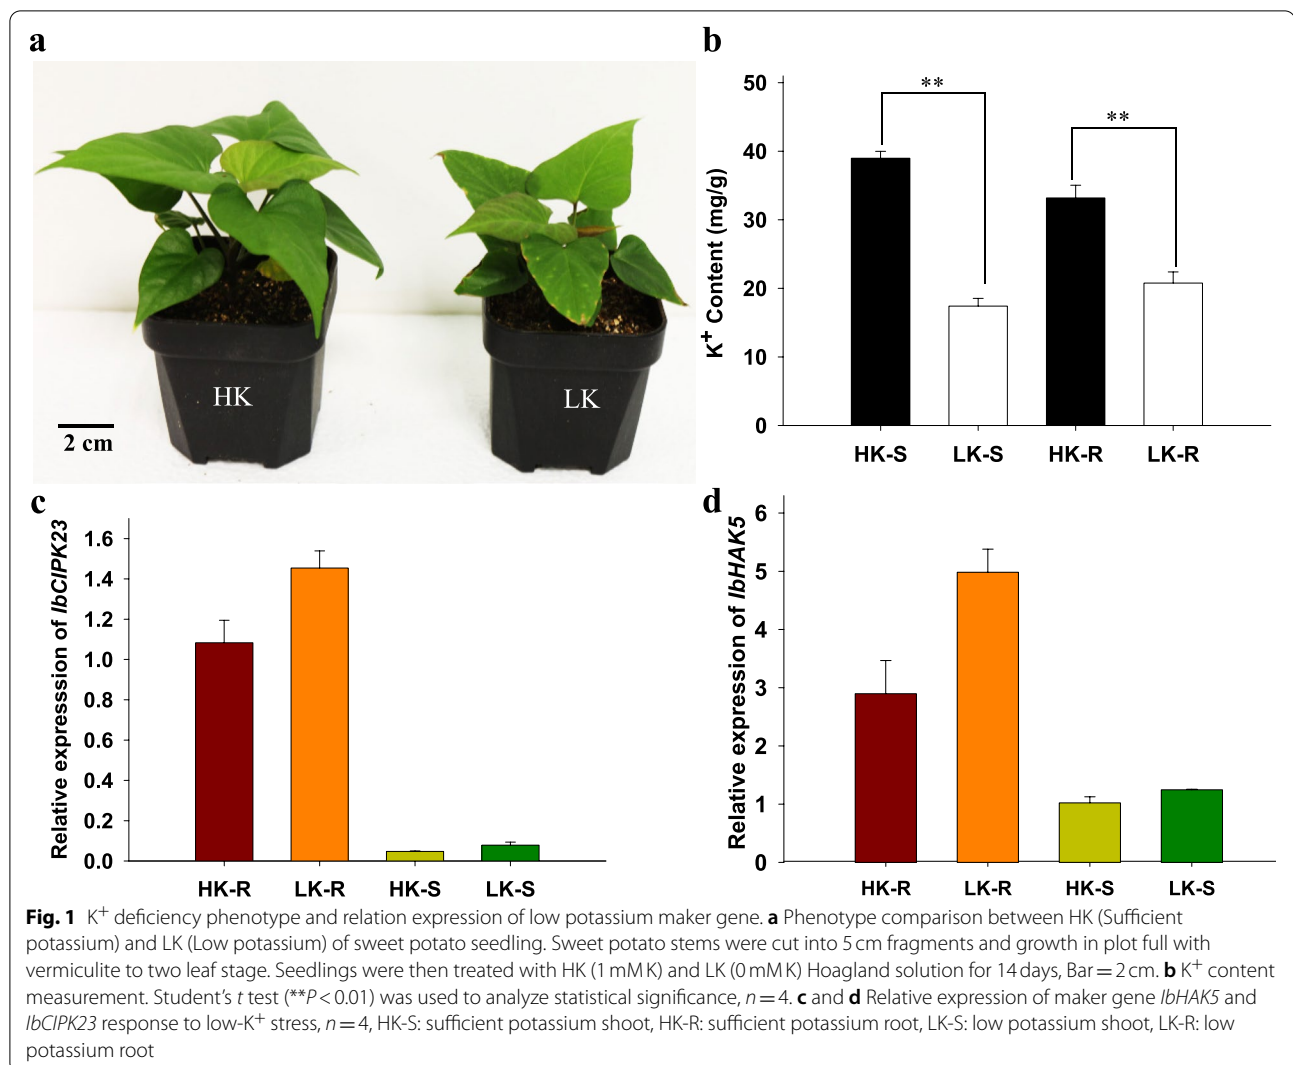 a
HK
LK
2 cm
b
K⁺ Content (mg/g)
50
40
30
20
10
0
**
**
HK-S LK-S HK-R LK-R
c
Relative expresssion of IbCIPK23
1.6
1.4
1.2
1.0
0.8
0.6
0.4
0.2
0.0
HK-R LK-R HK-S LK-S
d
Relative expression of IbHAK5
6
5
4
3
2
1
0
HK-R LK-R HK-S LK-S
Fig. 1 K⁺ deficiency phenotype and relation expression of low potassium maker gene. a Phenotype comparison between HK (Sufficient
potassium) and LK (Low potassium) of sweet potato seedling. Sweet potato stems were cut into 5 cm fragments and growth in plot full with
vermiculite to two leaf stage. Seedlings were then treated with HK (1 mM K) and LK (0 mM K) Hoagland solution for 14 days, Bar = 2 cm. b K⁺ content
measurement. Student's t test (**P < 0.01) was used to analyze statistical significance, n = 4. c and d Relative expression of maker gene IbHAK5 and
IbCIPK23 response to low-K⁺ stress, n = 4, HK-S: sufficient potassium shoot, HK-R: sufficient potassium root, LK-S: low potassium shoot, LK-R: low
potassium root